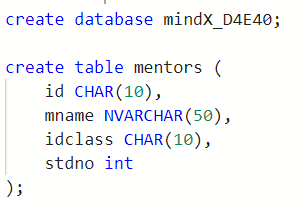 create database mindX_D4E40;
create table mentors (
id CHAR(10),
mname NVARCHAR(50),
idclass CHAR(10),
stdno int
);